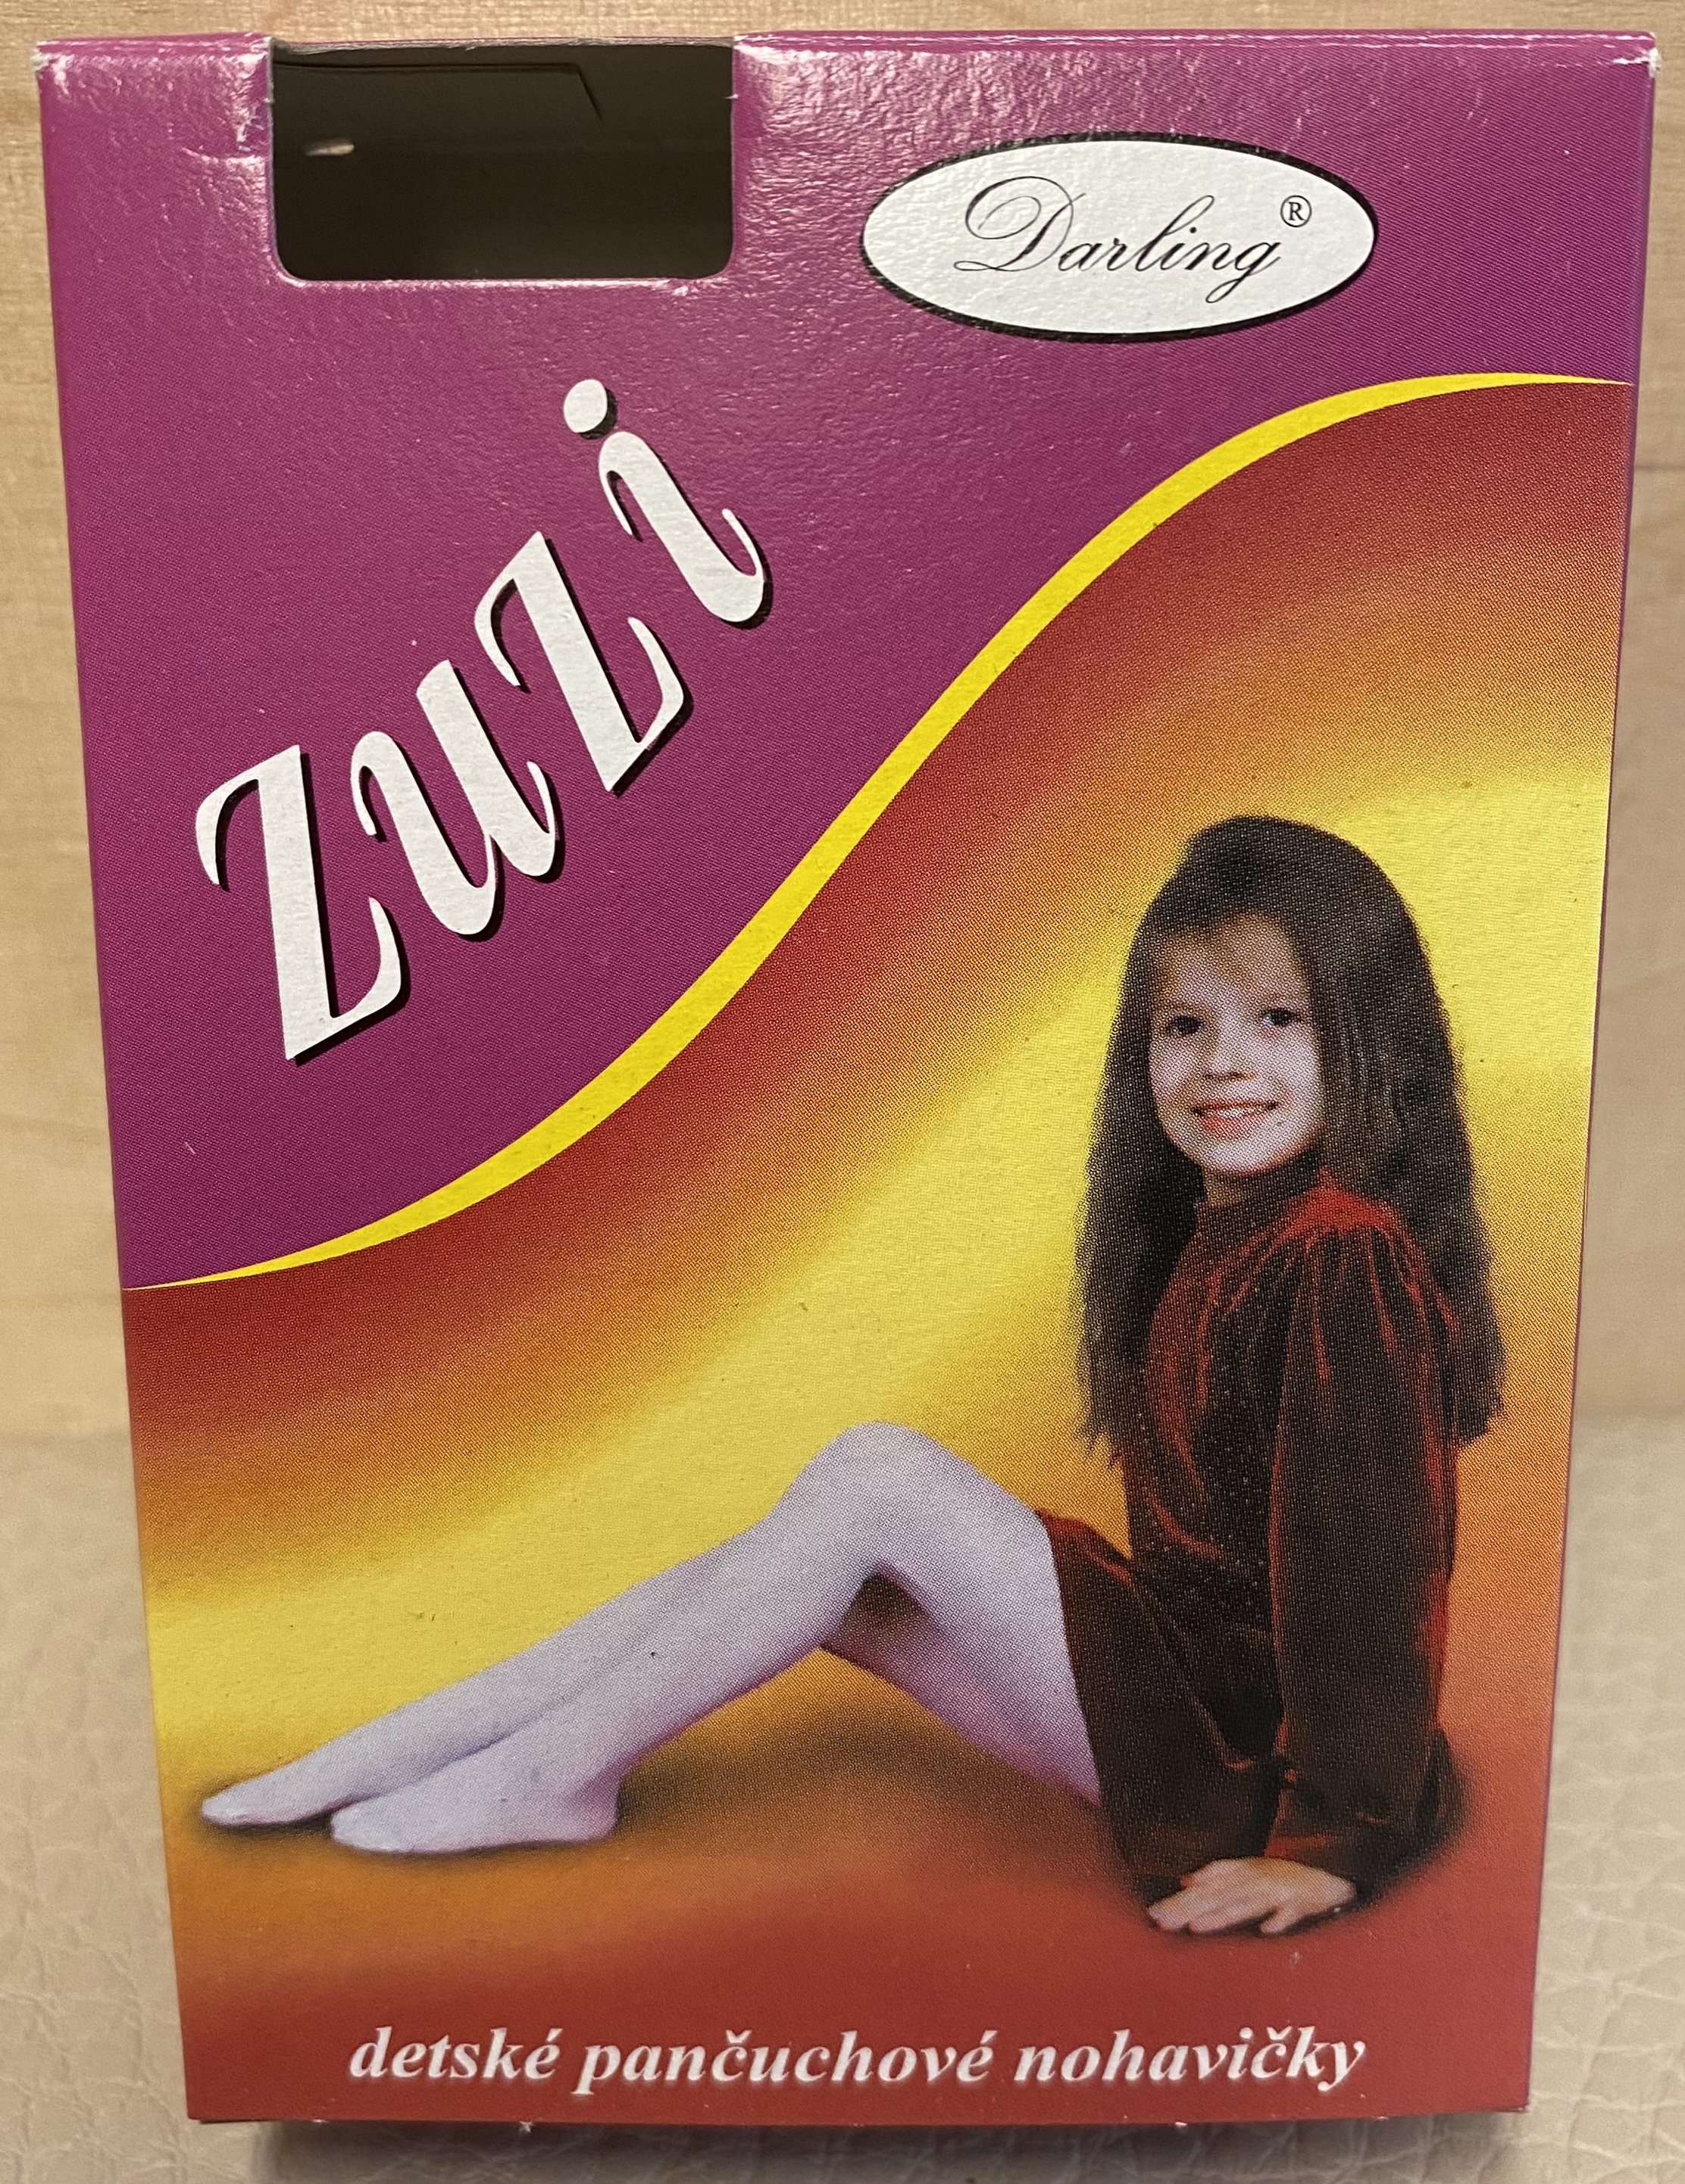 Darling®
zuzi
detské pančuchové nohavičky